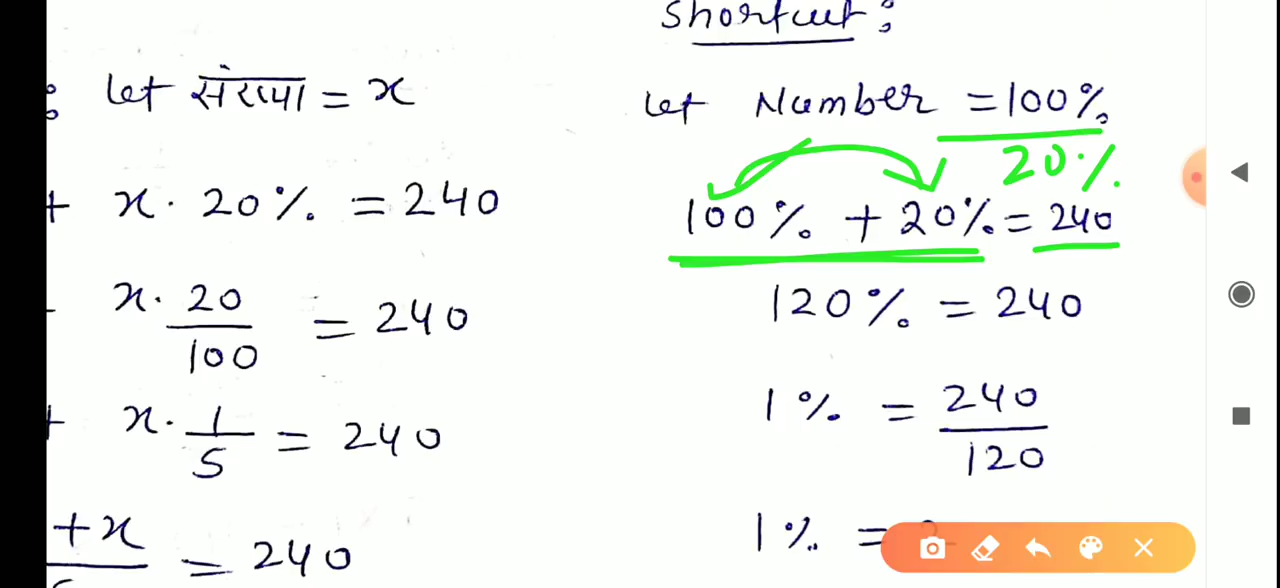 Shortcut:
: let संख्या = x
+ x · 20% = 240
x · 20/100 = 240
+ x · 1/5 = 240
+x/5 = 240
Let Number = 100%
20%
100% + 20% = 240
120% = 240
1% = 240/120
1% =